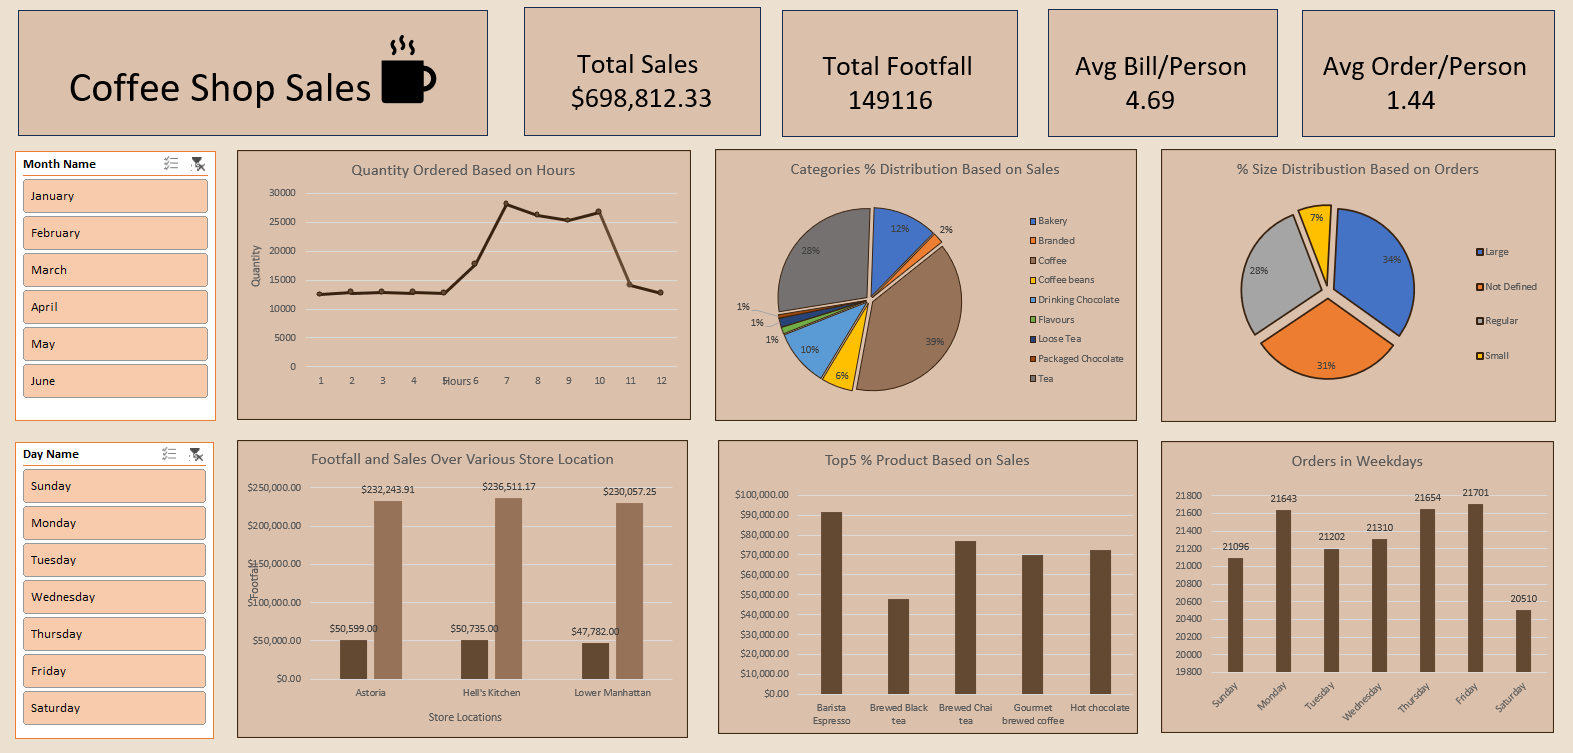 Coffee Shop Sales
Total Sales
$698,812.33
Total Footfall
149116
Avg Bill/Person
4.69
Avg Order/Person
1.44
Month Name
January
February
March
April
May
June
Quantity Ordered Based on Hours
Quantity
30000
25000
20000
15000
10000
5000
0
1 2 3 4 5 6 7 8 9 10 11 12
Hours
Categories % Distribution Based on Sales
12%
2%
39%
6%
10%
1%
1%
1%
28%
Bakery
Branded
Coffee
Coffee beans
Drinking Chocolate
Flavours
Loose Tea
Packaged Chocolate
Tea
% Size Distribustion Based on Orders
34%
31%
28%
7%
Large
Not Defined
Regular
Small
Day Name
Sunday
Monday
Tuesday
Wednesday
Thursday
Friday
Saturday
Footfall and Sales Over Various Store Location
Footfall
$250,000.00
$200,000.00
$150,000.00
$100,000.00
$50,000.00
$0.00
$232,243.91
$236,511.17
$230,057.25
$50,599.00
$50,735.00
$47,782.00
Astoria
Hell's Kitchen
Lower Manhattan
Store Locations
Top5 % Product Based on Sales
$100,000.00
$90,000.00
$80,000.00
$70,000.00
$60,000.00
$50,000.00
$40,000.00
$30,000.00
$20,000.00
$10,000.00
$0.00
Barista
Espresso
Brewed Black
tea
Brewed Chai
tea
Gourmet
brewed coffee
Hot chocolate
Orders in Weekdays
21800
21600
21400
21200
21000
20800
20600
20400
20200
20000
19800
21096
21643
21202
21310
21654
21701
20510
Sunday
Monday
Tuesday
Wednesday
Thursday
Friday
Saturday